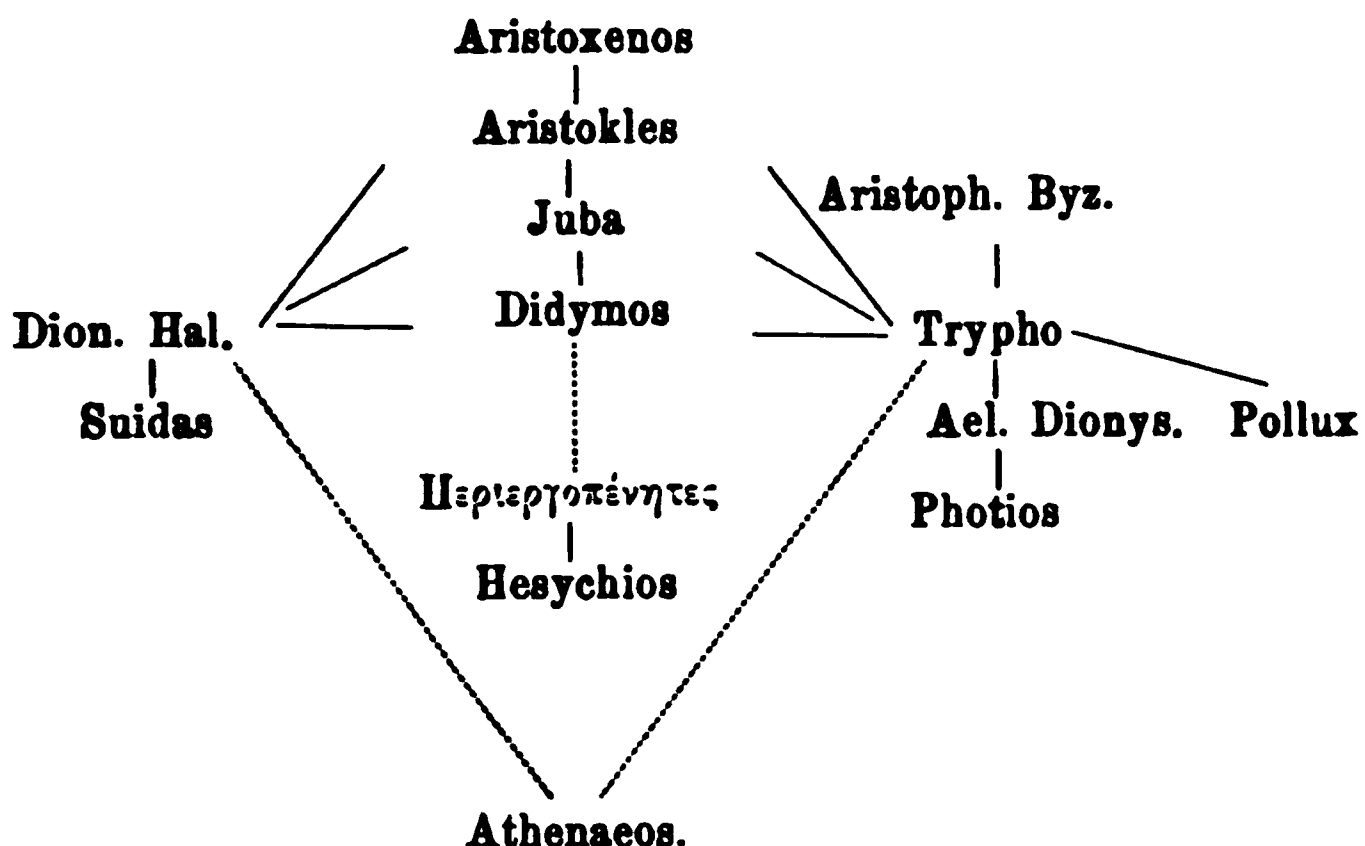 Aristoxenos
Aristokles
Aristoph. Byz.
Juba
Didymos
Dion. Hal.
Trypho
Suidas
Ael. Dionys. Pollux
Περιεργοπένητες
Photios
Hesychios
Athenaeos.